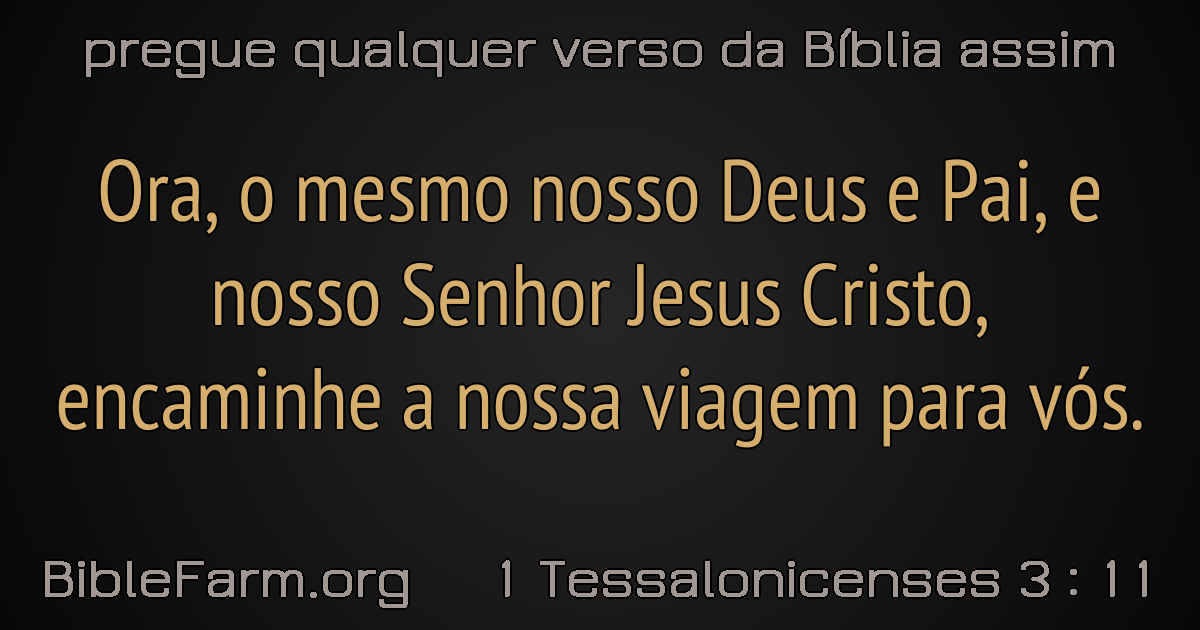 pregue qualquer verso da Bíblia assim
Ora, o mesmo nosso Deus e Pai, e
nosso Senhor Jesus Cristo,
encaminhe a nossa viagem para vós.
BibleFarm.org 1 Tessalonicenses 3 : 11